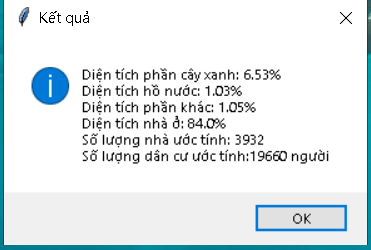 Kết quả
Diện tích phần cây xanh: 6.53%
Diện tích hồ nước: 1.03%
Diện tích phần khác: 1.05%
Diện tích nhà ở: 84.0%
Số lượng nhà ước tính: 3932
Số lượng dân cư ước tính:19660 người
OK